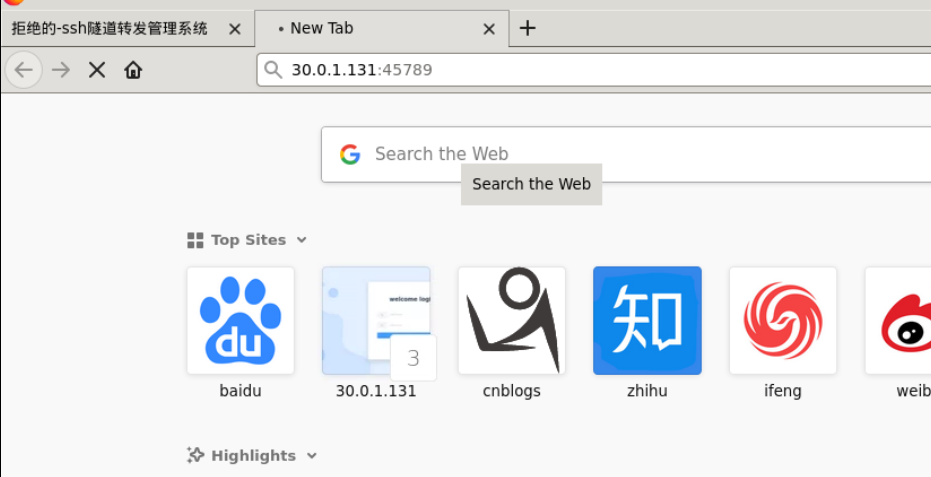 拒绝的-ssh隧道转发管理系统
New Tab
30.0.1.131:45789
Search the Web
Search the Web
Top Sites
welcome logi
3
du
知
baidu
30.0.1.131
cnblogs
zhihu
ifeng
weib
Highlights